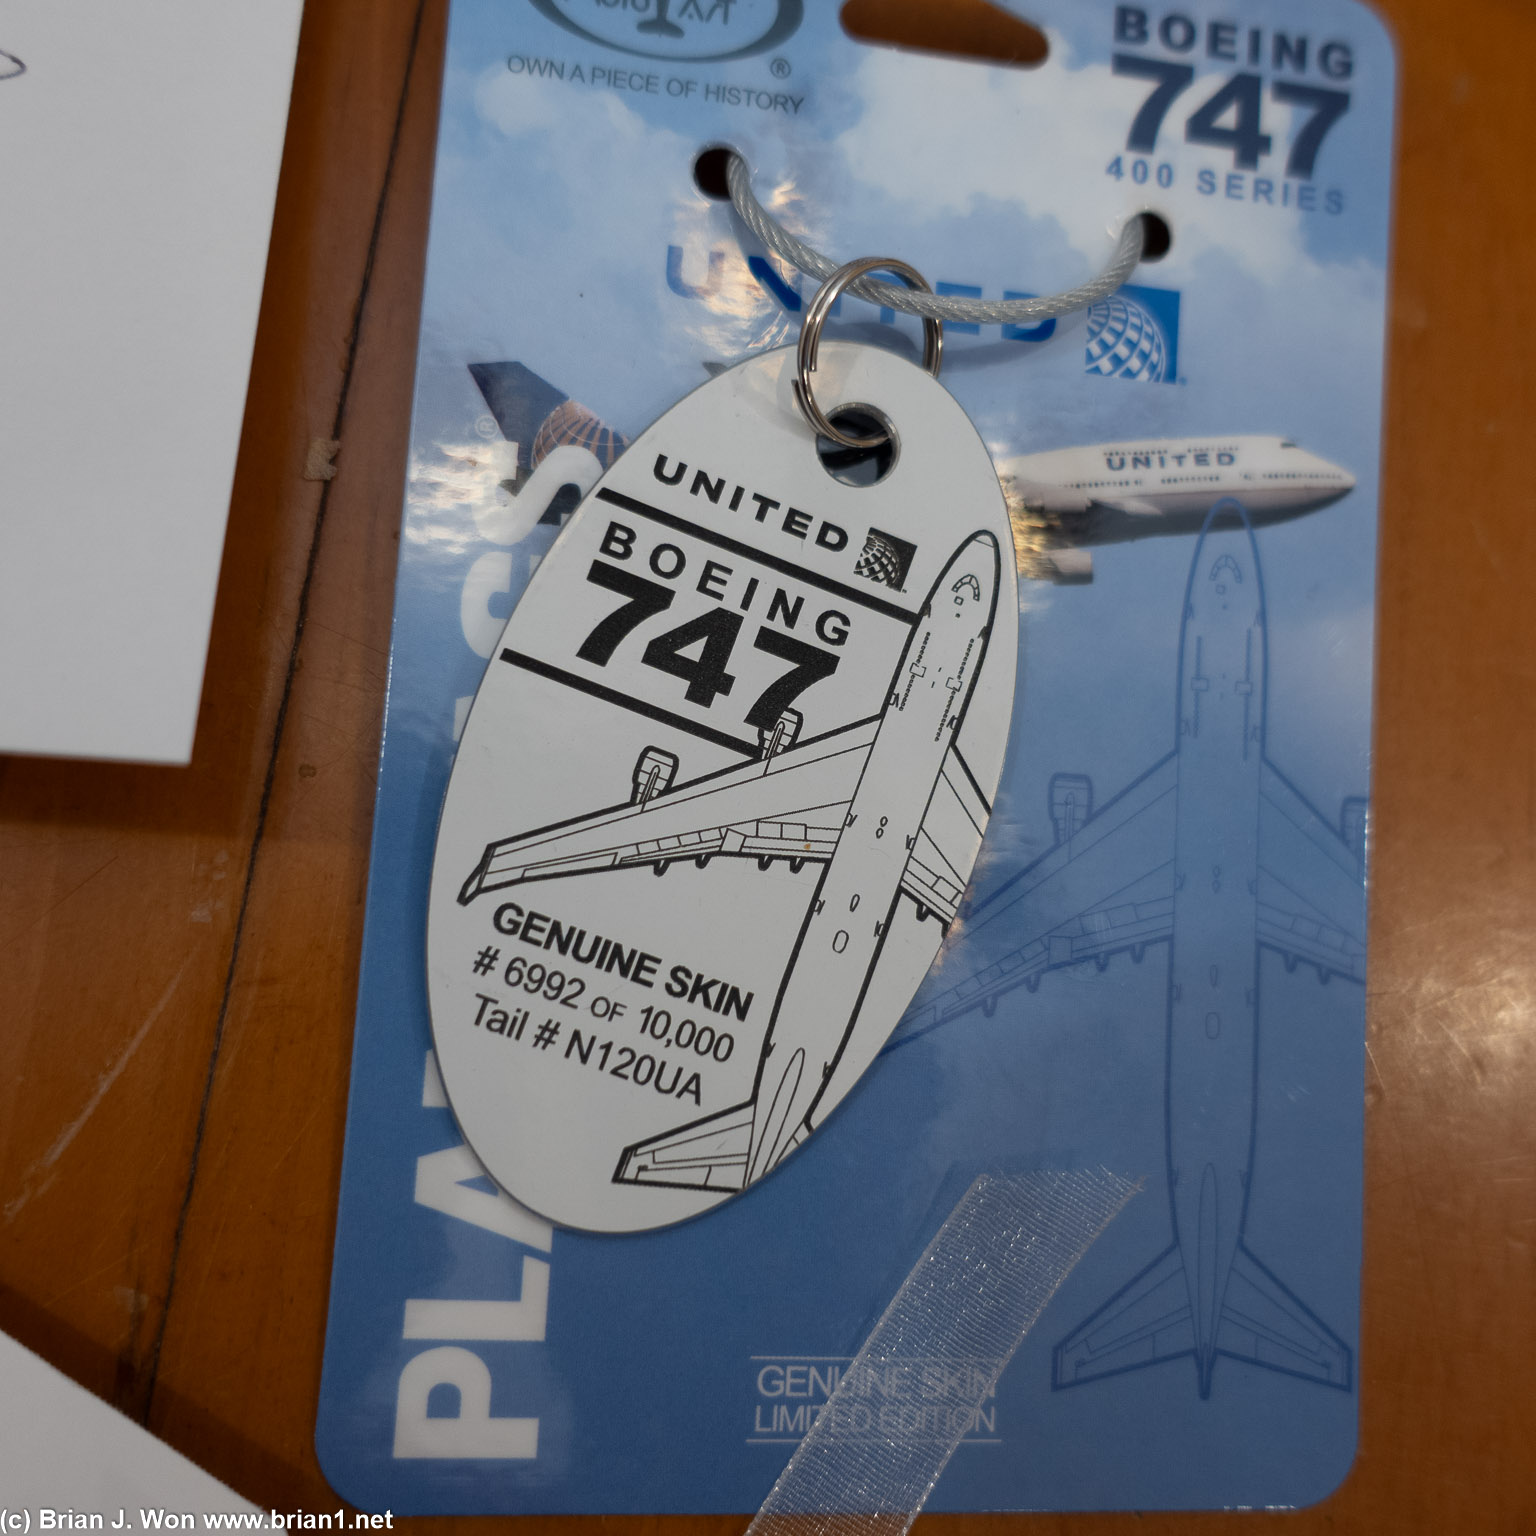 OWN A PIECE OF HISTORY
BOEING
747
400 SERIES
UNITED
UNITED
UNITED
BOEING
747
GENUINE SKIN
# 6992 OF 10,000
Tail # N120UA
GENUINE SKIN
LIMITED EDITION
(c) Brian J. Won www.brian1.net